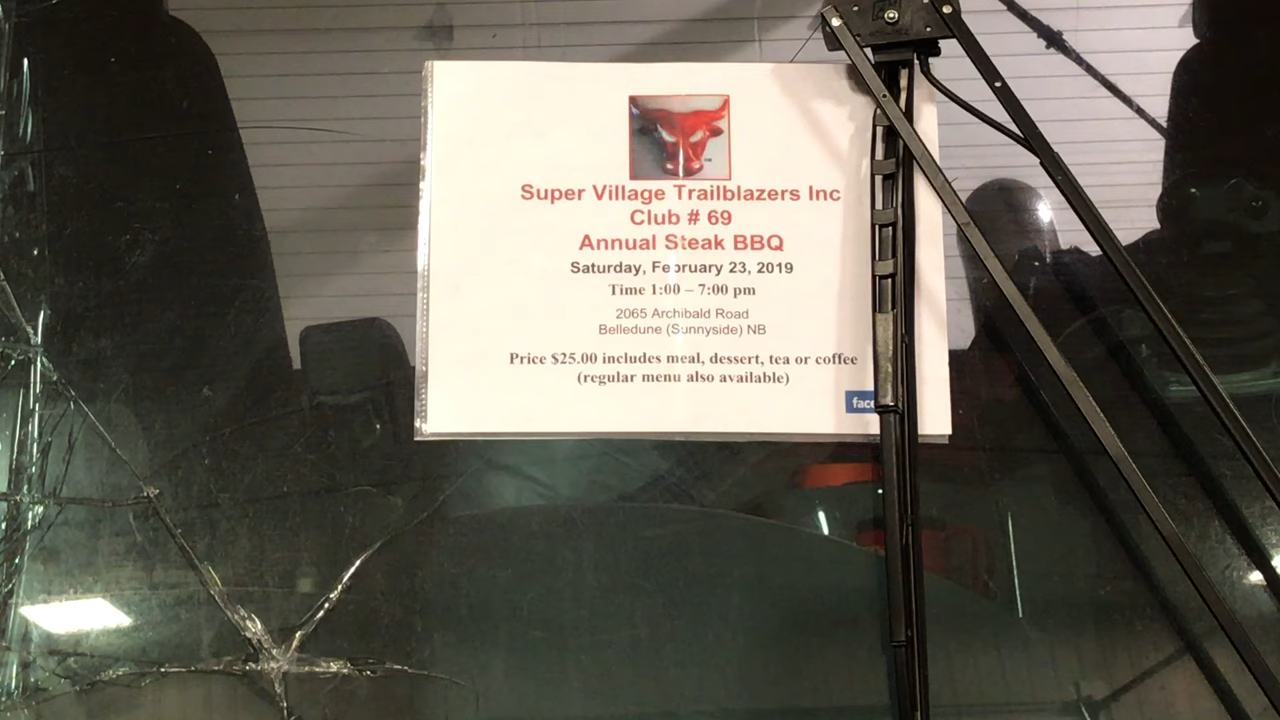 Super Village Trailblazers Inc
Club # 69
Annual Steak BBQ
Saturday, February 23, 2019
Time 1:00 – 7:00 pm
2065 Archibald Road
Belledune (Sunnyside) NB
Price $25.00 includes meal, dessert, tea or coffee
(regular menu also available)
face